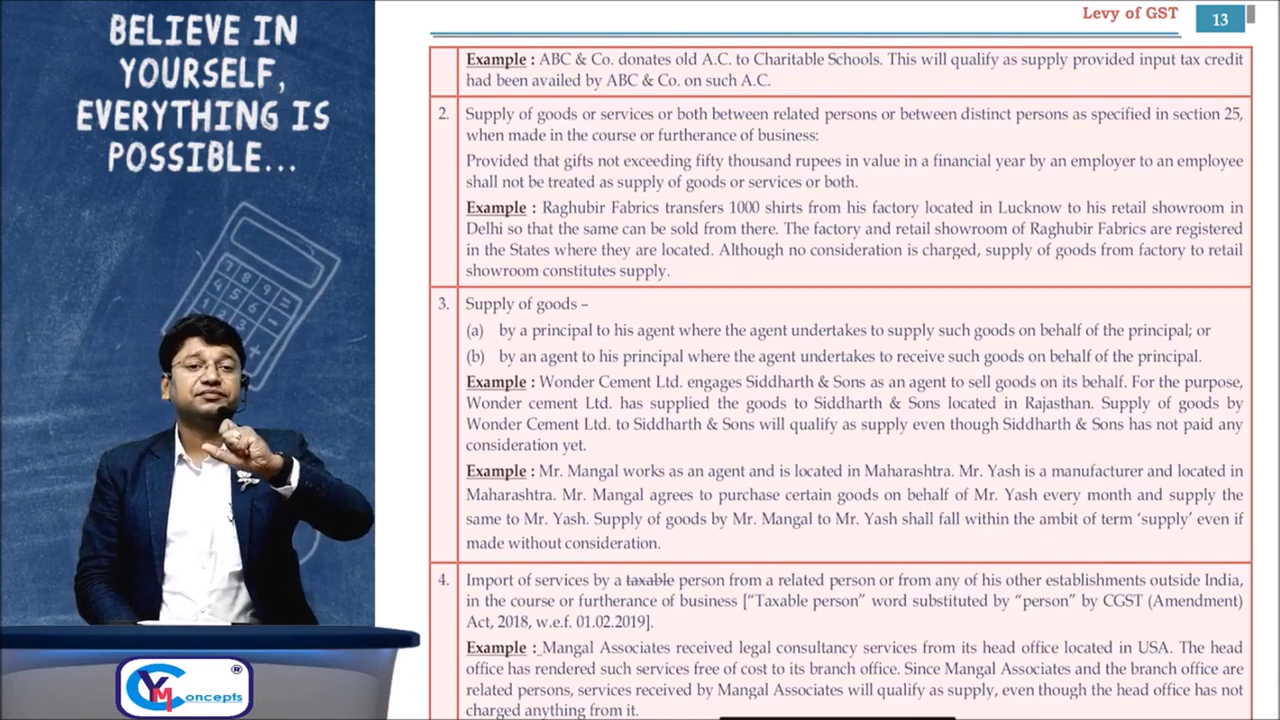 BELIEVE IN
YOURSELF,
EVERYTHING IS
POSSIBLE...
7 8 9 =
4 5 6 -
1 2 3
+
CYM Concepts ®
Levy of GST 13
Example : ABC & Co. donates old A.C. to Charitable Schools. This will qualify as supply provided input tax credit
had been availed by ABC & Co. on such A.C.
2. Supply of goods or services or both between related persons or between distinct persons as specified in section 25,
when made in the course or furtherance of business:
Provided that gifts not exceeding fifty thousand rupees in value in a financial year by an employer to an employee
shall not be treated as supply of goods or services or both.
Example : Raghubir Fabrics transfers 1000 shirts from his factory located in Lucknow to his retail showroom in
Delhi so that the same can be sold from there. The factory and retail showroom of Raghubir Fabrics are registered
in the States where they are located. Although no consideration is charged, supply of goods from factory to retail
showroom constitutes supply.
3. Supply of goods –
(a) by a principal to his agent where the agent undertakes to supply such goods on behalf of the principal; or
(b) by an agent to his principal where the agent undertakes to receive such goods on behalf of the principal.
Example : Wonder Cement Ltd. engages Siddharth & Sons as an agent to sell goods on its behalf. For the purpose,
Wonder cement Ltd. has supplied the goods to Siddharth & Sons located in Rajasthan. Supply of goods by
Wonder Cement Ltd. to Siddharth & Sons will qualify as supply even though Siddharth & Sons has not paid any
consideration yet.
Example : Mr. Mangal works as an agent and is located in Maharashtra. Mr. Yash is a manufacturer and located in
Maharashtra. Mr. Mangal agrees to purchase certain goods on behalf of Mr. Yash every month and supply the
same to Mr. Yash. Supply of goods by Mr. Mangal to Mr. Yash shall fall within the ambit of term ‘supply’ even if
made without consideration.
4. Import of services by a taxable person from a related person or from any of his other establishments outside India,
in the course or furtherance of business [“Taxable person” word substituted by “person” by CGST (Amendment)
Act, 2018, w.e.f. 01.02.2019].
Example : Mangal Associates received legal consultancy services from its head office located in USA. The head
office has rendered such services free of cost to its branch office. Since Mangal Associates and the branch office are
related persons, services received by Mangal Associates will qualify as supply, even though the head office has not
charged anything from it.